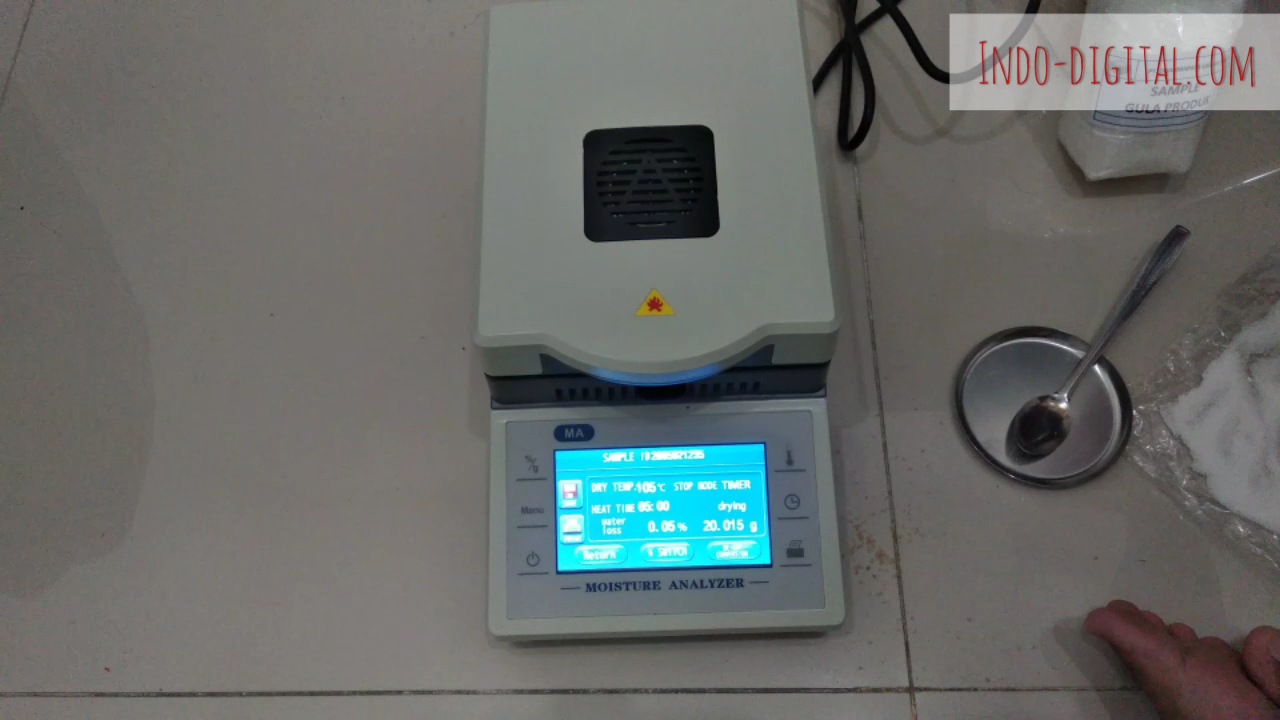 Indo-digital.com
SAMPLE
GULA PRODUK
MA
SAMPLE ID2005021235
DRY TEMP.105℃ STOP MODE TIMER
HEAT TIME 05:00 drying
water loss 0.05% 20.015 g
Return % SWITCH
%/g
Menu
MOISTURE ANALYZER